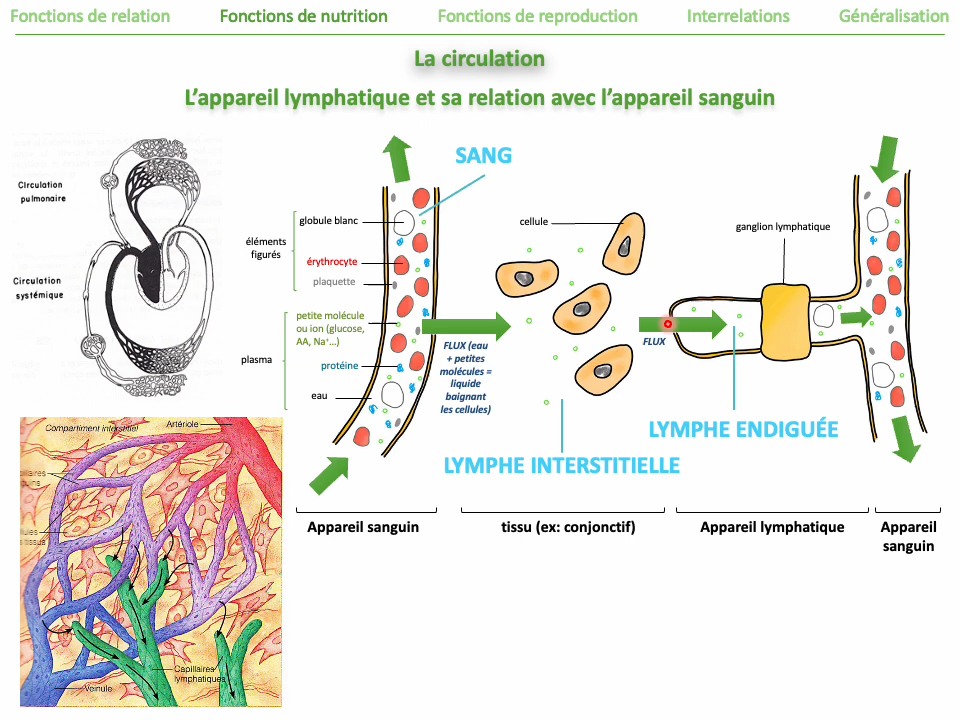 Fonctions de relation Fonctions de nutrition Fonctions de reproduction Interrelations Généralisation
La circulation
L'appareil lymphatique et sa relation avec l'appareil sanguin
Circulation
pulmonaire
Circulation
systémique
SANG
globule blanc
éléments
figurés
érythrocyte
plaquette
petite molécule
ou ion (glucose,
AA, Na⁺...)
plasma
protéine
eau
FLUX (eau
+ petites
molécules =
liquide
baignant
les cellules)
cellule
FLUX
ganglion lymphatique
LYMPHE ENDIGUÉE
LYMPHE INTERSTITIELLE
Appareil sanguin
tissu (ex: conjonctif)
Appareil lymphatique
Appareil
sanguin
Compartiment interstitiel
Artériole
Capillaires
lymphatiques
Veinule